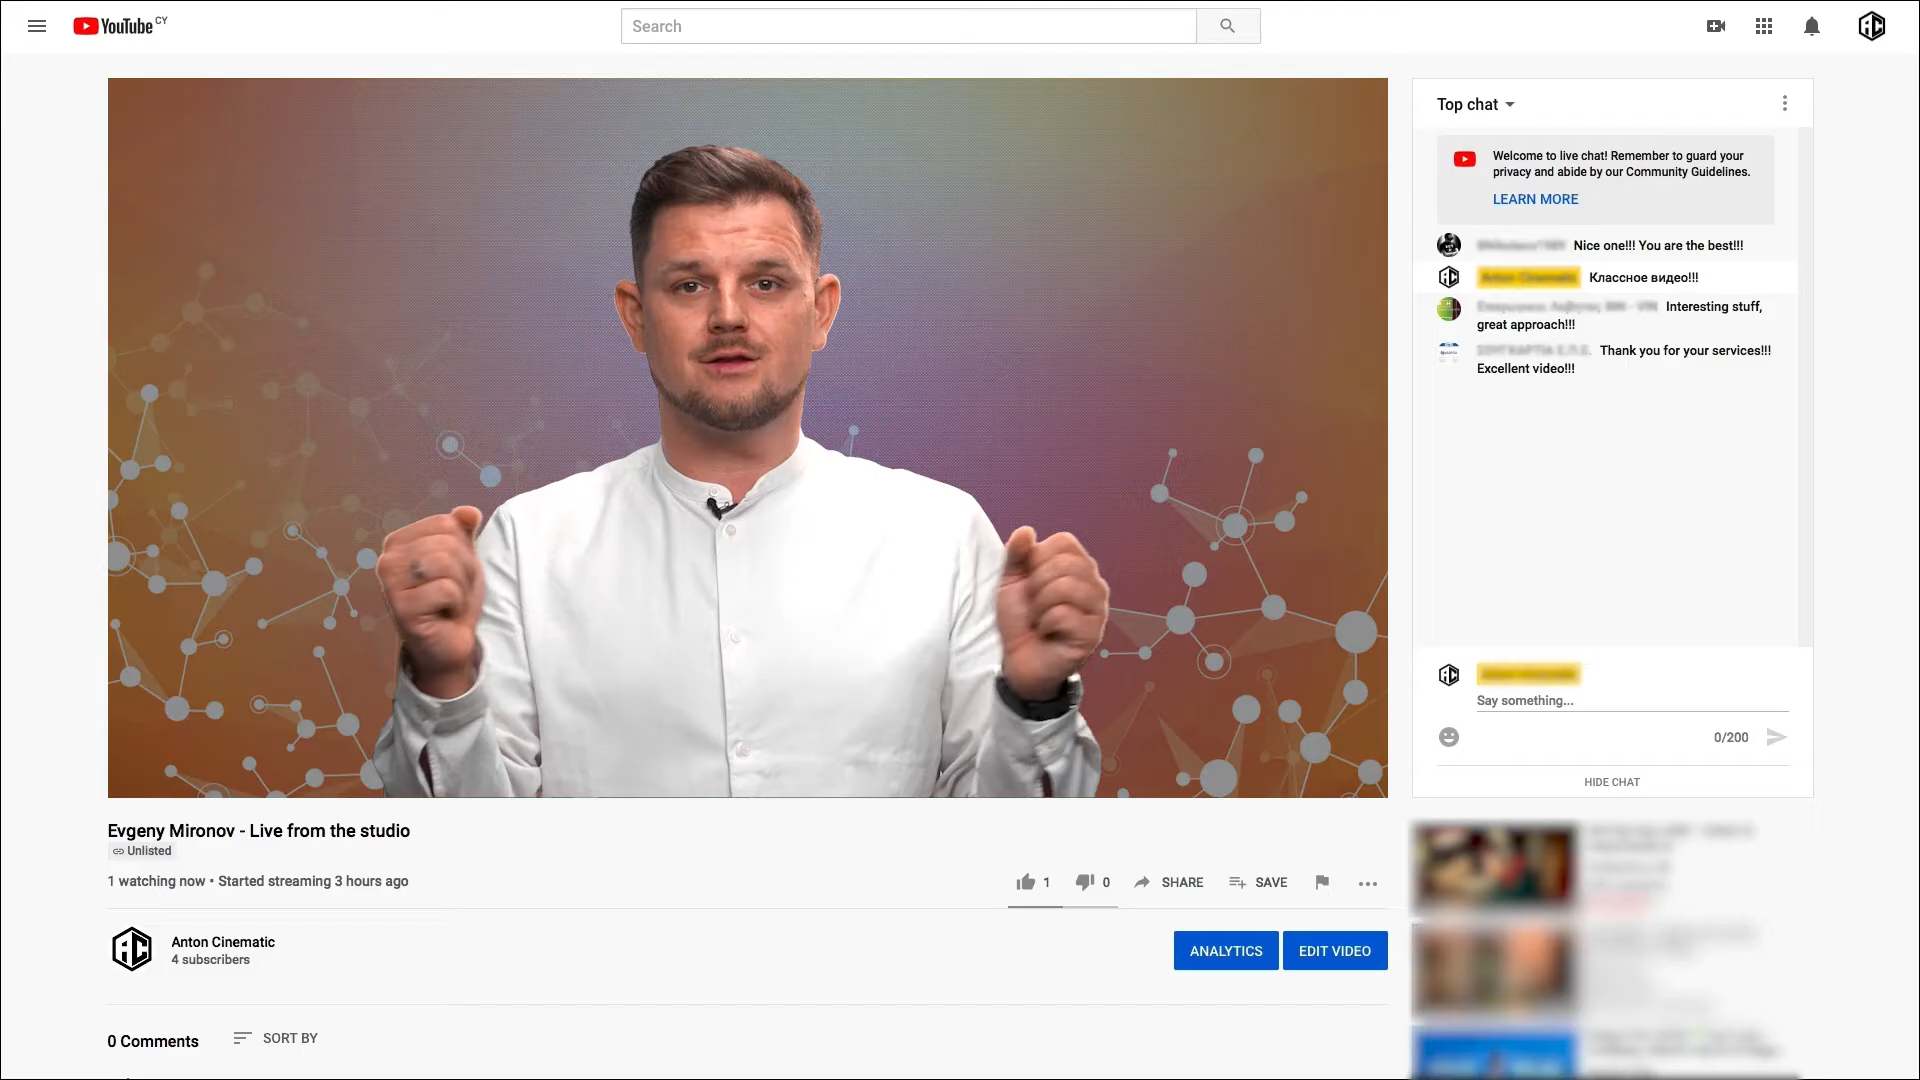 YouTube CY
Search
Top chat
Welcome to live chat! Remember to guard your
privacy and abide by our Community Guidelines.
LEARN MORE
Nice one!!! You are the best!!!
Anton Cinematic Классное видео!!!
Interesting stuff,
great approach!!!
Thank you for your services!!!
Excellent video!!!
Say something...
0/200
HIDE CHAT
Evgeny Mironov - Live from the studio
Unlisted
1 watching now • Started streaming 3 hours ago
1 0 SHARE SAVE
Anton Cinematic
4 subscribers
ANALYTICS EDIT VIDEO
0 Comments SORT BY